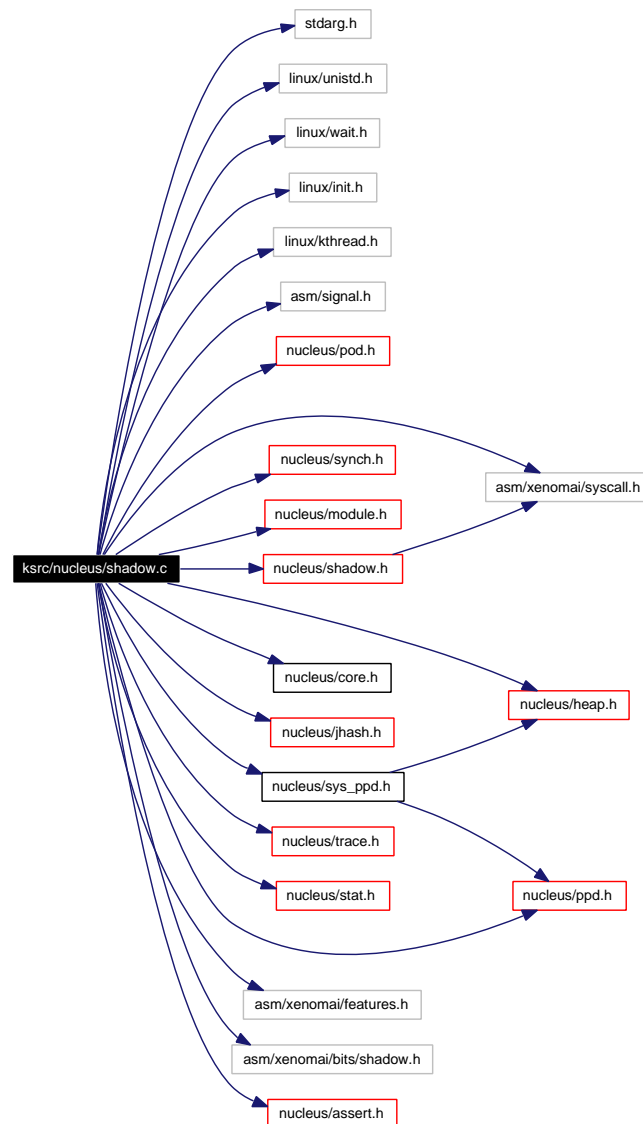 stdarg.h
linux/unistd.h
linux/wait.h
linux/init.h
linux/kthread.h
asm/signal.h
nucleus/pod.h
nucleus/synch.h
asm/xenomai/syscall.h
nucleus/module.h
ksrc/nucleus/shadow.c
nucleus/shadow.h
nucleus/core.h
nucleus/heap.h
nucleus/jhash.h
nucleus/sys_ppd.h
nucleus/trace.h
nucleus/stat.h
nucleus/ppd.h
asm/xenomai/features.h
asm/xenomai/bits/shadow.h
nucleus/assert.h